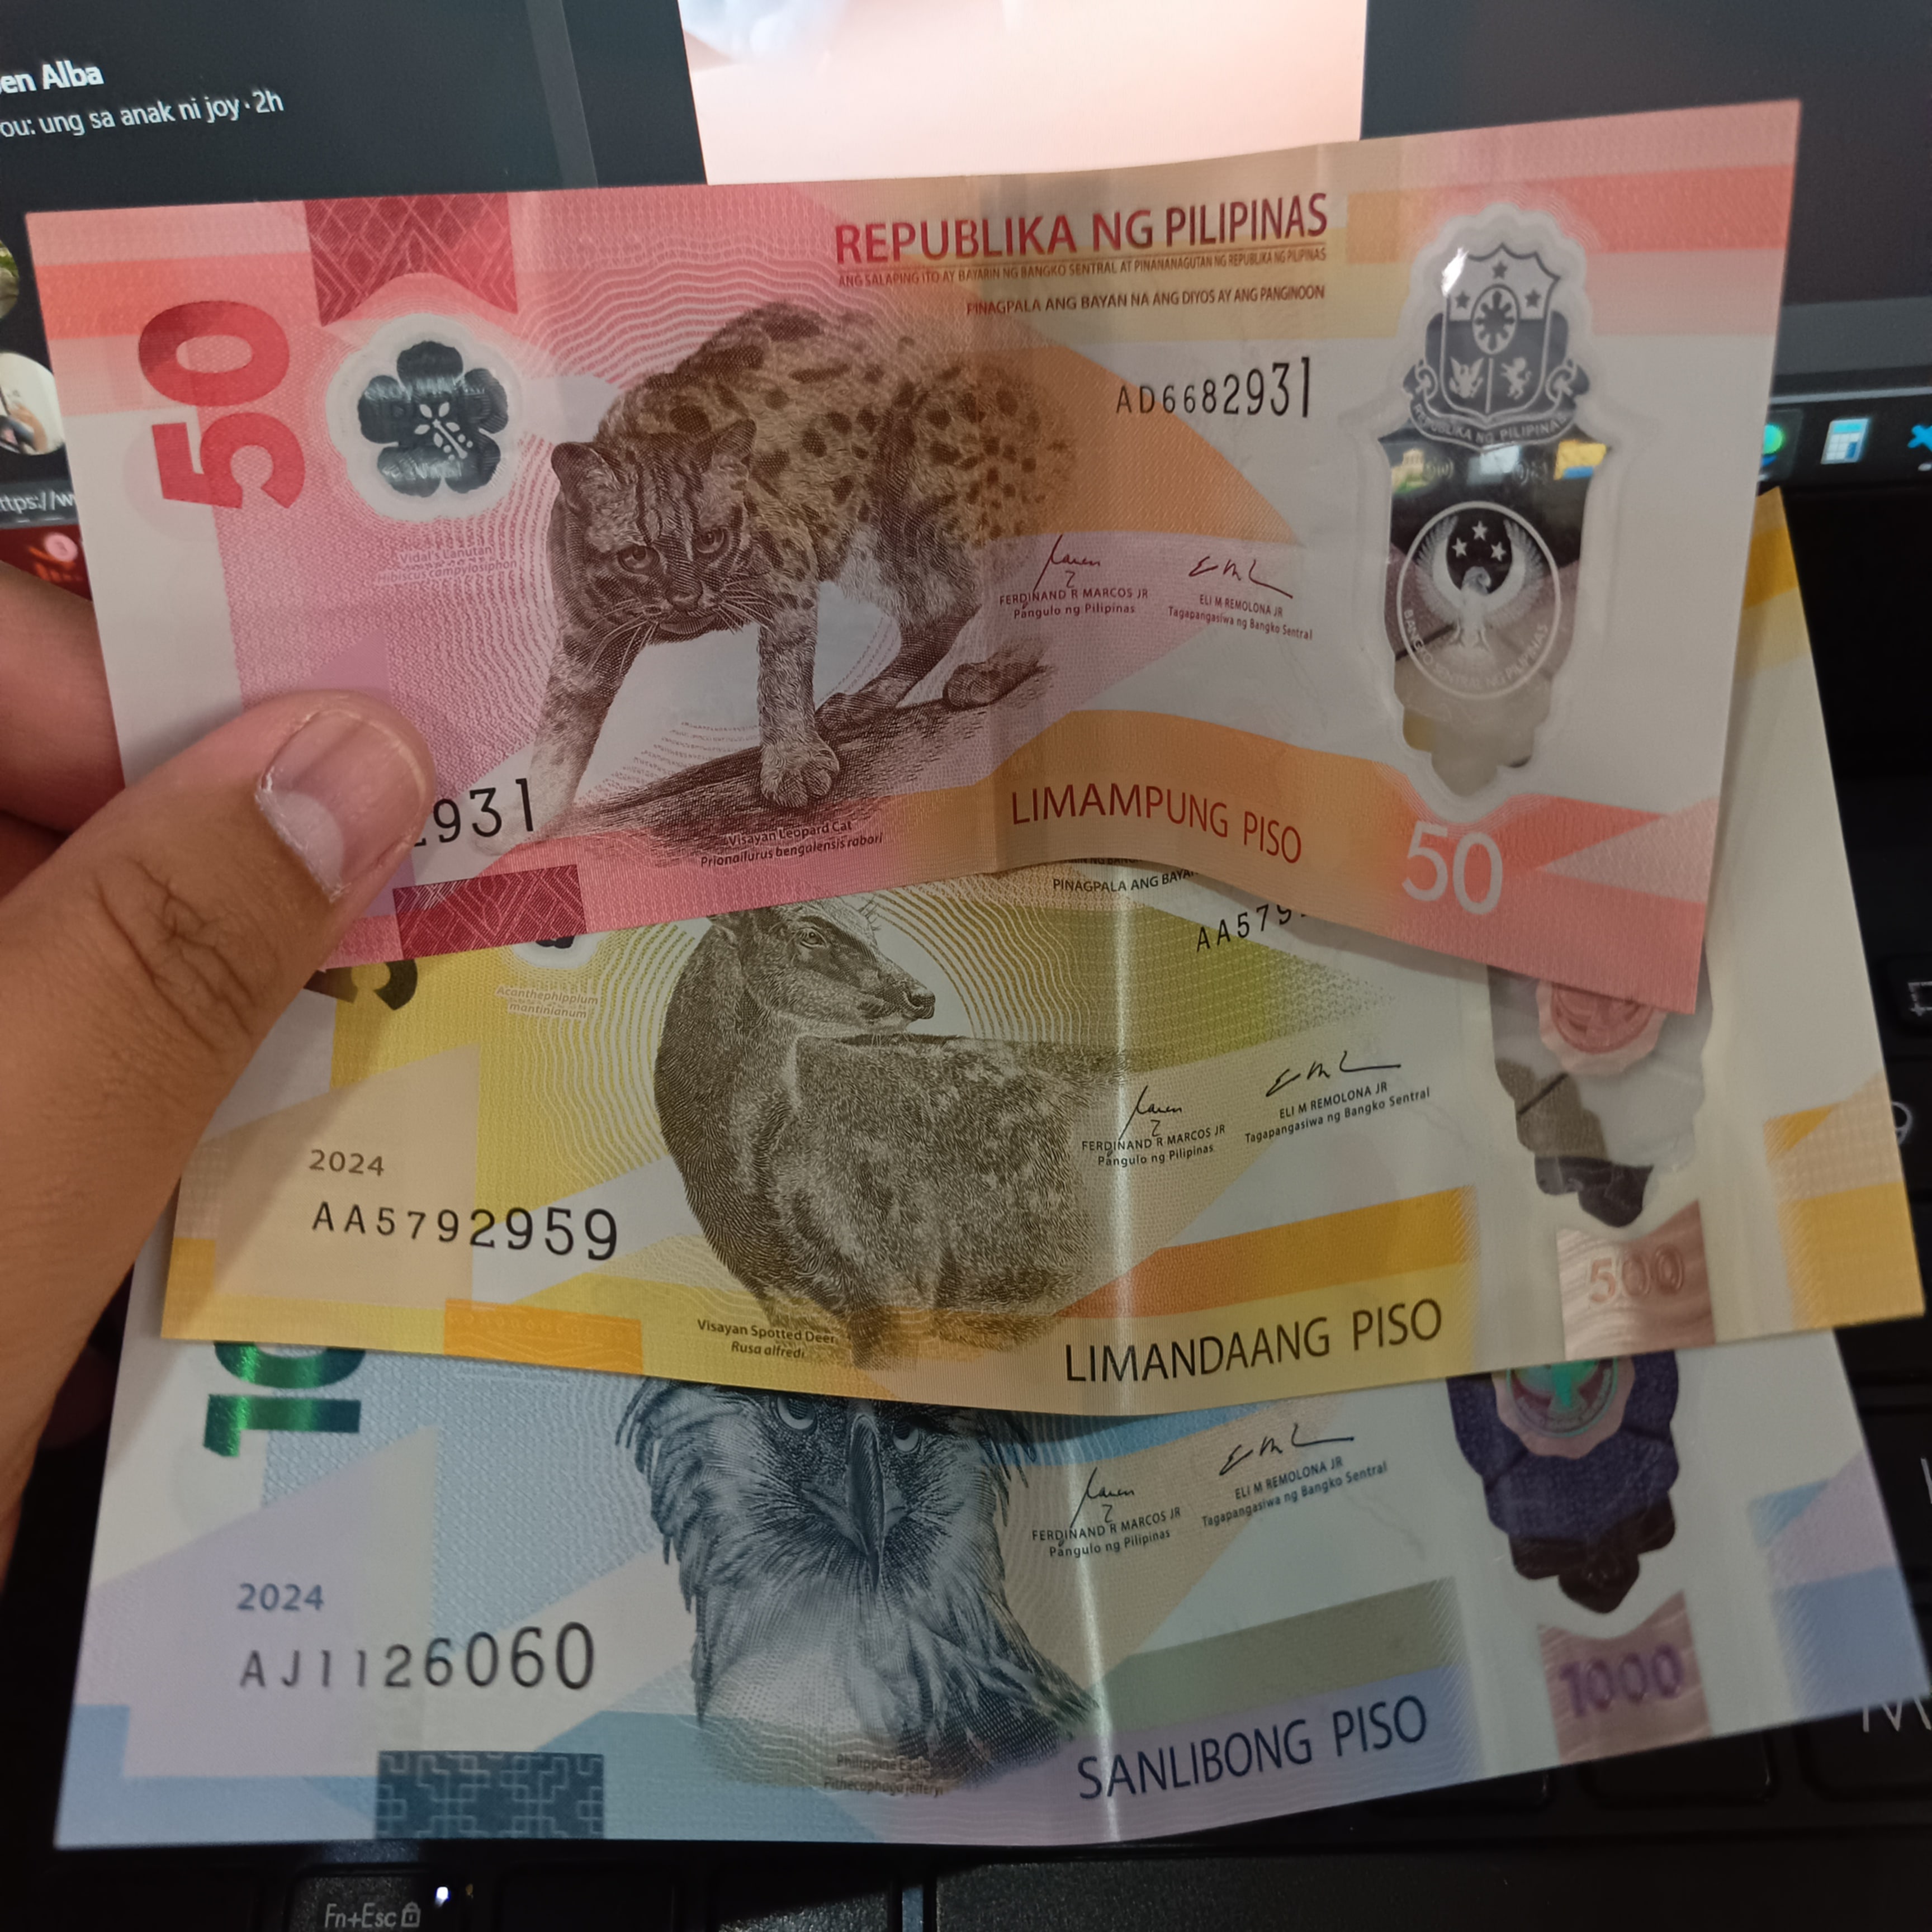 en Alba
ou: ung sa anak ni joy · 2h
ttps://w
50
REPUBLIKA NG PILIPINAS
ANG SALAPING ITO AY BAYARIN NG BANGKO SENTRAL AT PINANANAGUTAN NG REPUBLIKA NG PILIPINAS
PINAGPALA ANG BAYAN NA ANG DIYOS AY ANG PANGINOON
AD6682931
REPUBLIKA NG PILIPINAS
Vidal's Lanutan
Hibiscus campylosiphon
FERDINAND R MARCOS JR
Pangulo ng Pilipinas
ELI M REMOLONA JR
Tagapangasiwa ng Bangko Sentral
BANGKO SENTRAL NG PILIPINAS
2931
Visayan Leopard Cat
Prionailurus bengalensis rabori
LIMAMPUNG PISO
50
PINAGPALA ANG BAYA
AA579
Acanthephippium
mantinianum
FERDINAND R MARCOS JR
Pangulo ng Pilipinas
ELI M REMOLONA JR
Tagapangasiwa ng Bangko Sentral
2024
AA5792959
500
Visayan Spotted Deer
Rusa alfredi
LIMANDAANG PISO
10
FERDINAND R MARCOS JR
Pangulo ng Pilipinas
ELI M REMOLONA JR
Tagapangasiwa ng Bangko Sentral
2024
AJ1126060
1000
Philippine Eagle
Pithecophaga jefferyi
SANLIBONG PISO
Fn+Esc